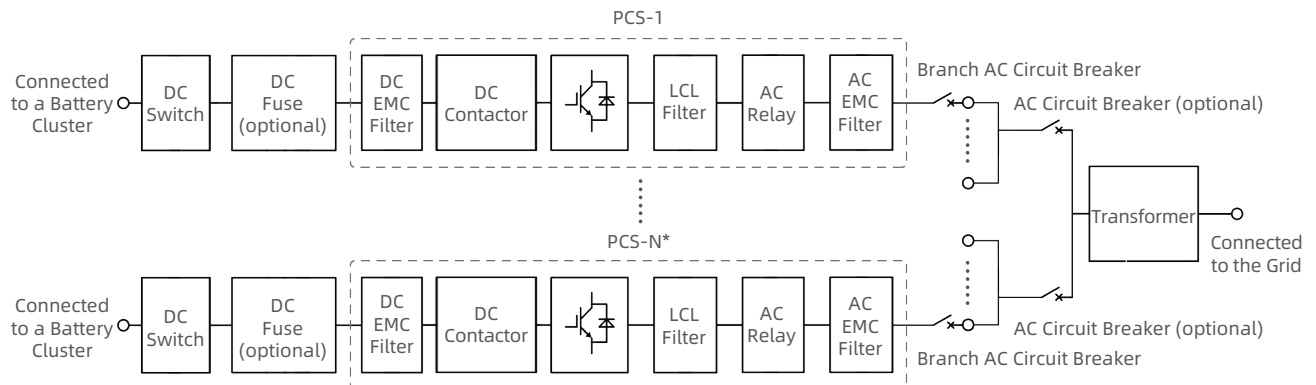 PCS-1
Connected
to a Battery
Cluster
DC
Switch
DC
Fuse
(optional)
DC
EMC
Filter
DC
Contactor
LCL
Filter
AC
Relay
AC
EMC
Filter
Branch AC Circuit Breaker
AC Circuit Breaker (optional)
Transformer
Connected
to the Grid
PCS-N*
Connected
to a Battery
Cluster
DC
Switch
DC
Fuse
(optional)
DC
EMC
Filter
DC
Contactor
LCL
Filter
AC
Relay
AC
EMC
Filter
AC Circuit Breaker (optional)
Branch AC Circuit Breaker